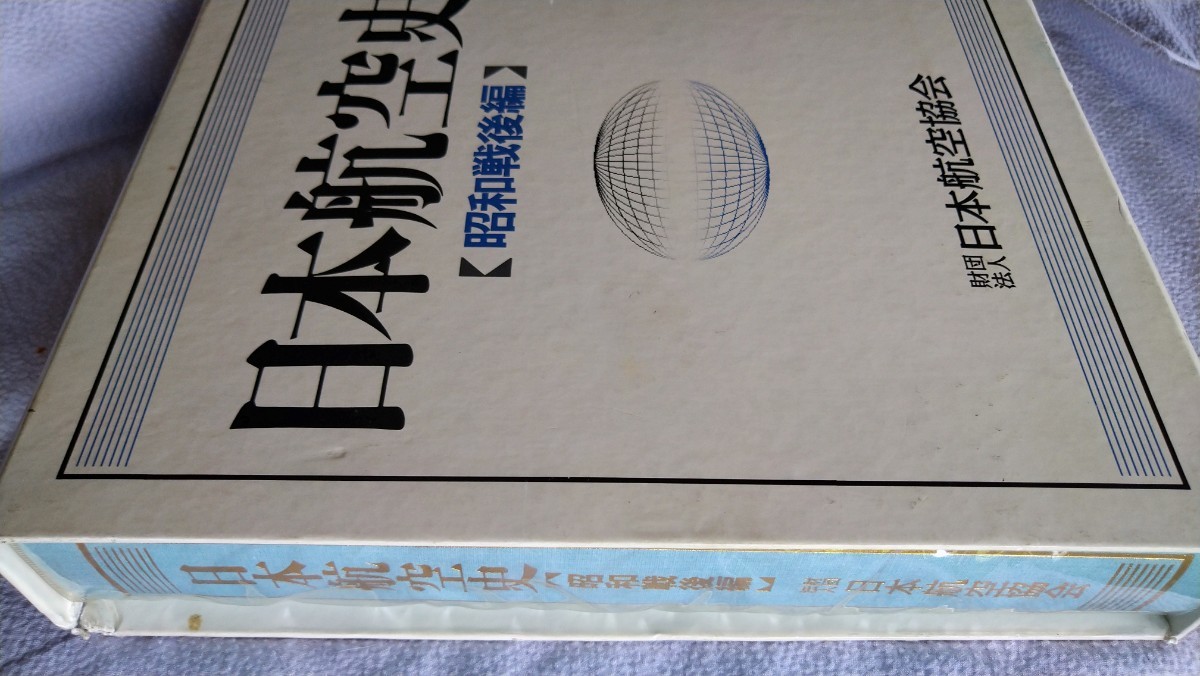 日本航空史
【昭和戦後編】
財団
法人
日本航空協会
日本航空史【昭和戦後編】
財団
法人
日本航空協会